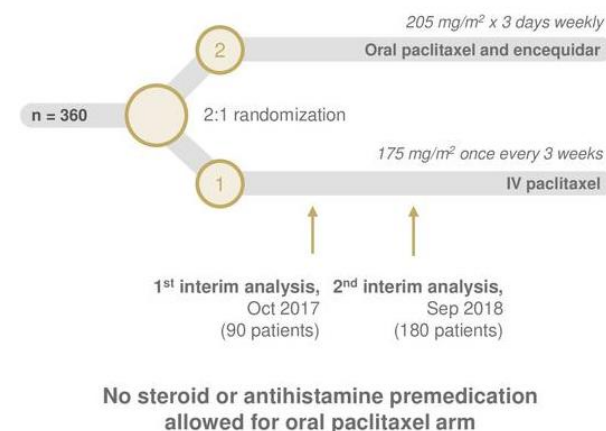 205 mg/m² x 3 days weekly
2
Oral paclitaxel and encequidar
n = 360
2:1 randomization
175 mg/m² once every 3 weeks
1
IV paclitaxel
1st interim analysis,
Oct 2017
(90 patients)
2nd interim analysis,
Sep 2018
(180 patients)
No steroid or antihistamine premedication
allowed for oral paclitaxel arm